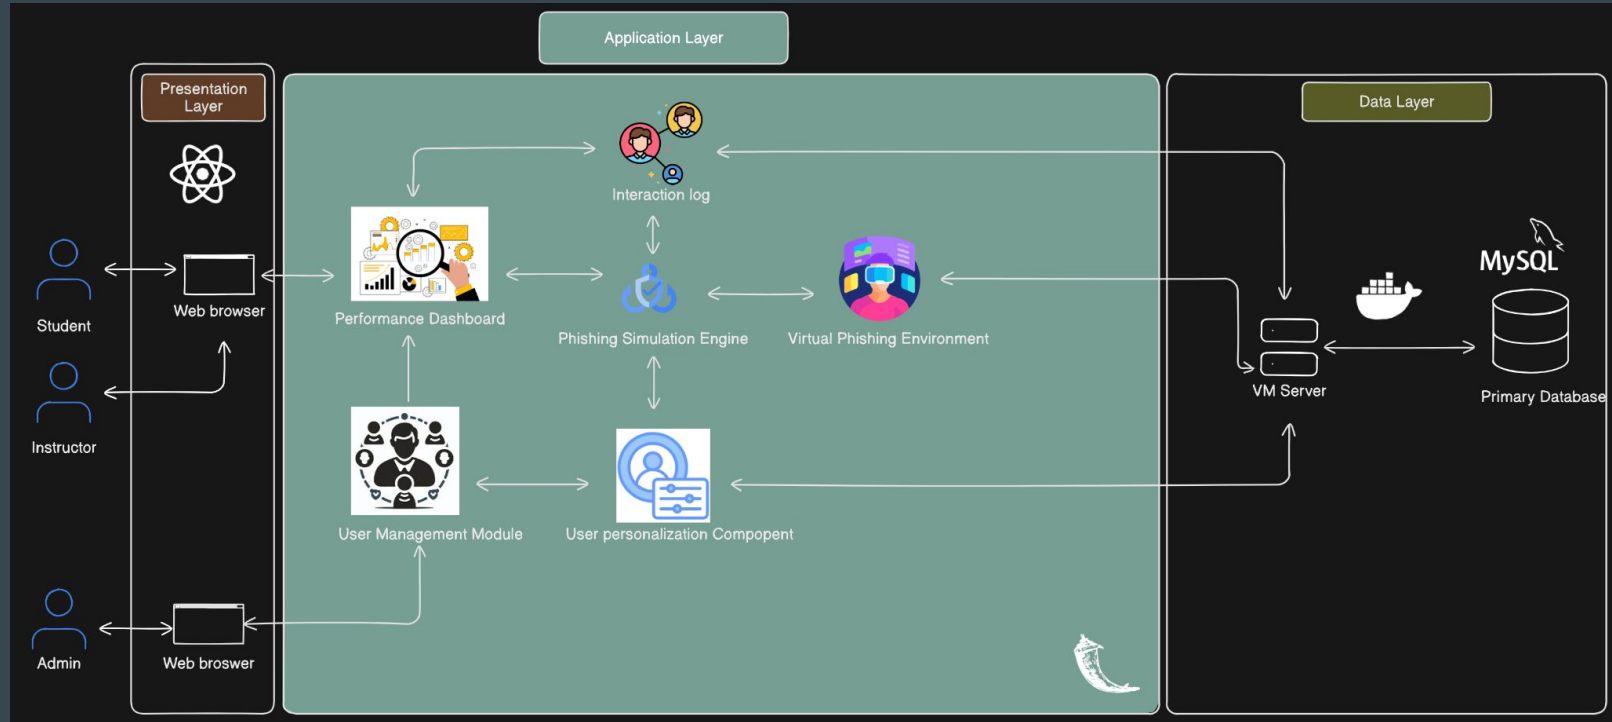 Application Layer
Presentation
Layer
Data Layer
Interaction log
MySQL
Student
Web browser
Performance Dashboard
Phishing Simulation Engine
Virtual Phishing Environment
VM Server
Primary Database
Instructor
User Management Module
User personalization Compopent
Admin
Web broswer